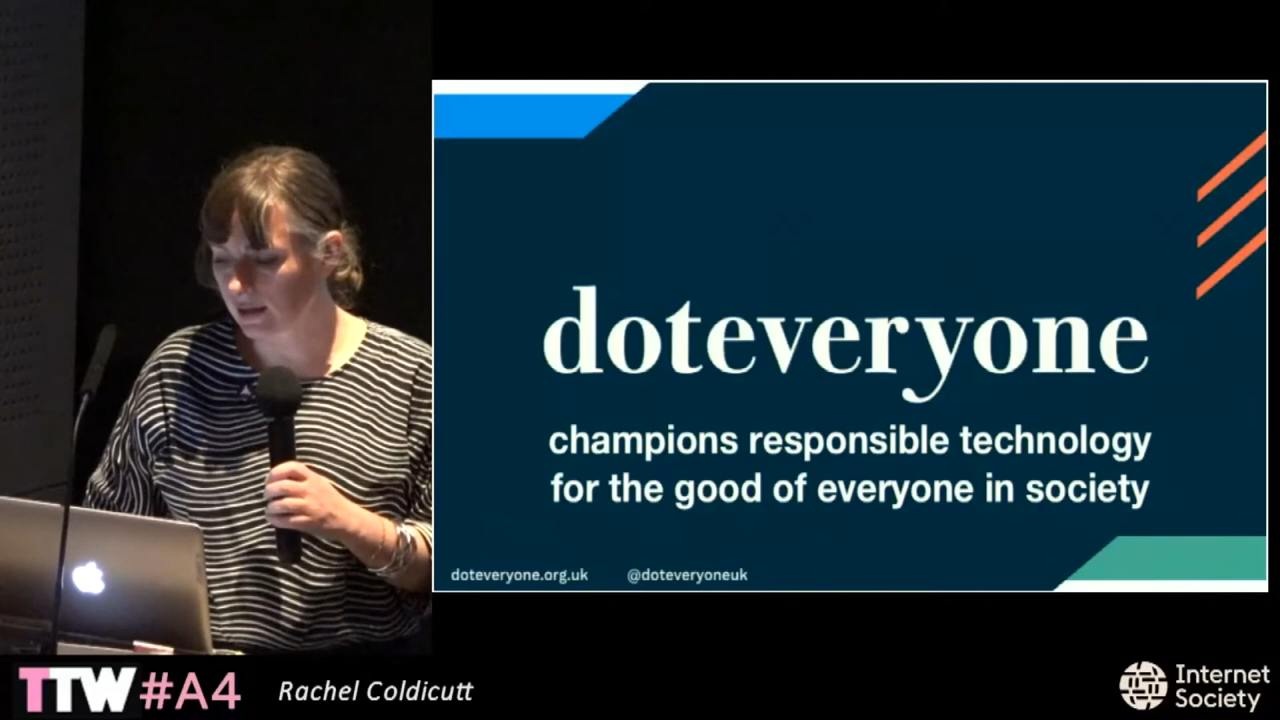 doteveryone
champions responsible technology
for the good of everyone in society
doteveryone.org.uk @doteveryoneuk
TTW#A4 Rachel Coldicutt
Internet
Society